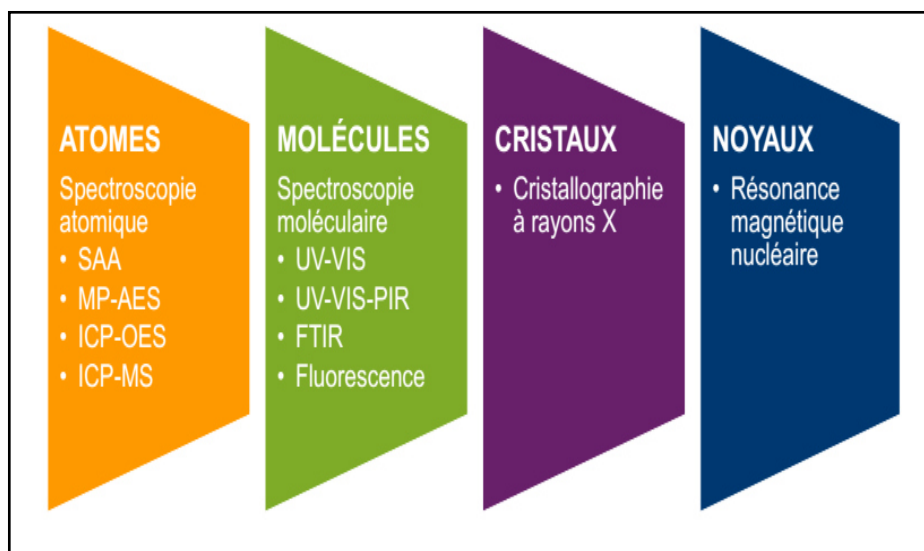 ATOMES
Spectroscopie
atomique
• SAA
• MP-AES
• ICP-OES
• ICP-MS
MOLÉCULES
Spectroscopie
moléculaire
• UV-VIS
• UV-VIS-PIR
• FTIR
• Fluorescence
CRISTAUX
• Cristallographie
à rayons X
NOYAUX
• Résonance
magnétique
nucléaire